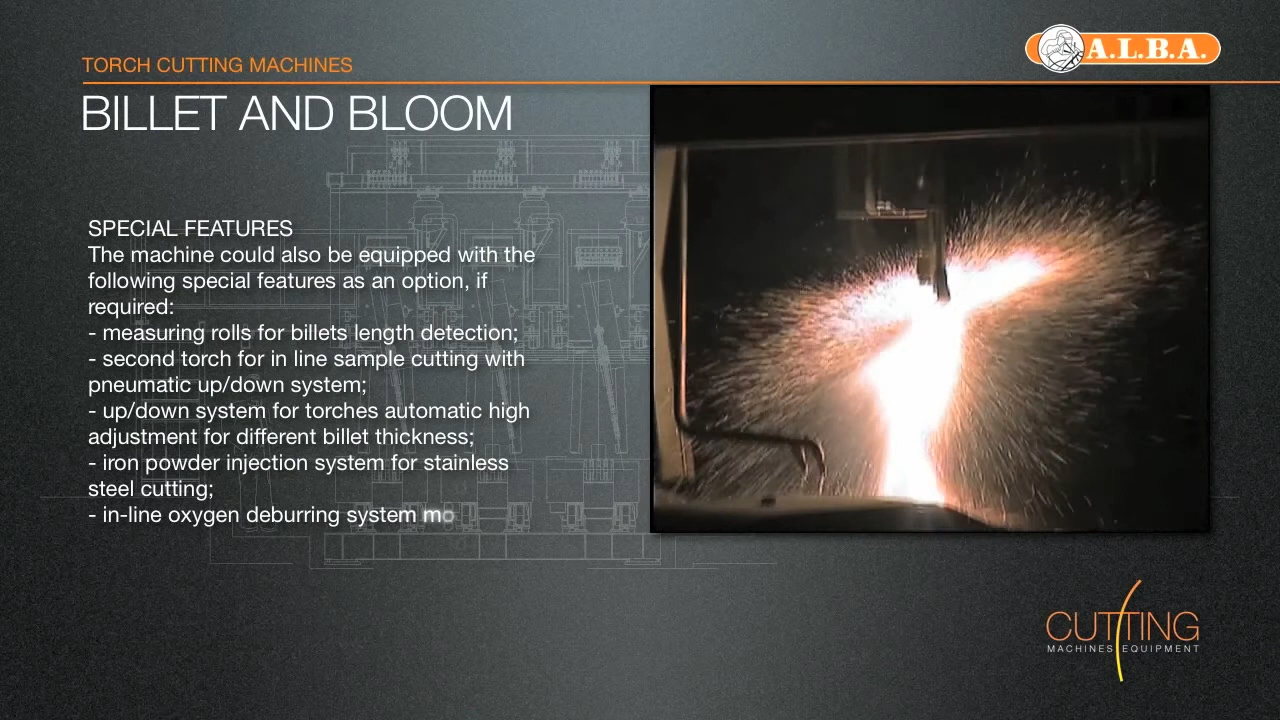 TORCH CUTTING MACHINES
A.L.B.A.
BILLET AND BLOOM
SPECIAL FEATURES
The machine could also be equipped with the
following special features as an option, if
required:
- measuring rolls for billets length detection;
- second torch for in line sample cutting with
pneumatic up/down system;
- up/down system for torches automatic high
adjustment for different billet thickness;
- iron powder injection system for stainless
steel cutting;
- in-line oxygen deburring system mo
CUTTING
MACHINES EQUIPMENT